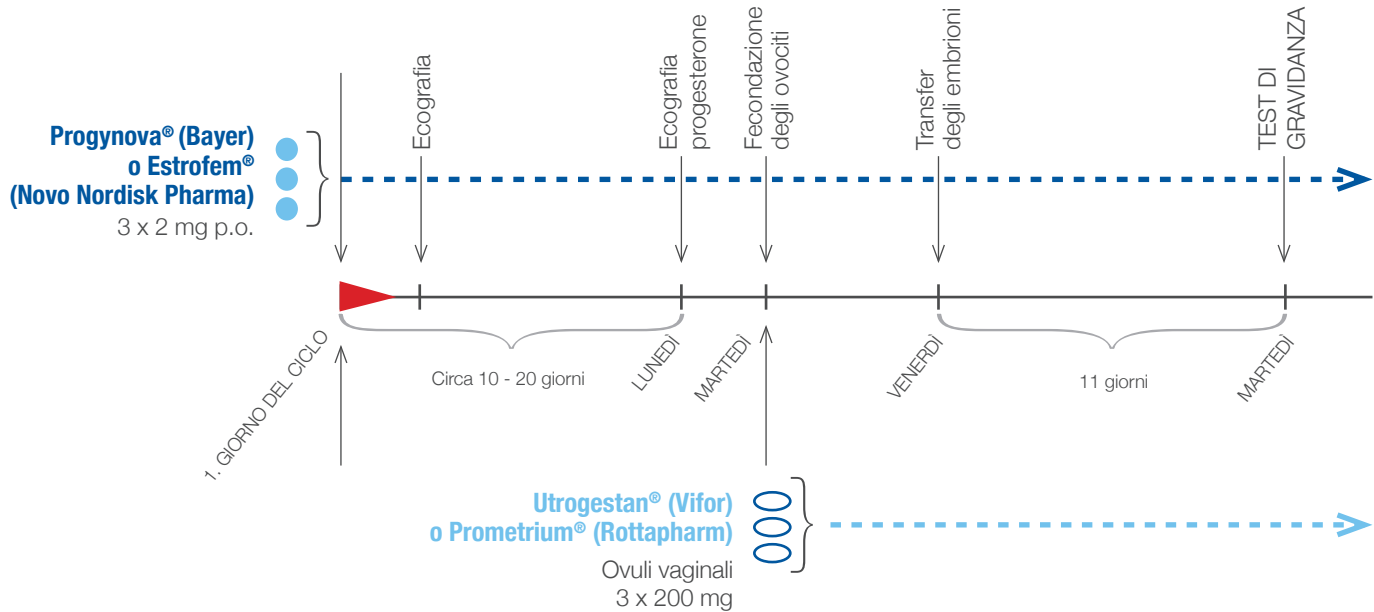 Ecografia
Ecografia
progesterone
Fecondazione
degli ovociti
Transfer
degli embrioni
TEST DI
GRAVIDANZA
Progynova® (Bayer)
o Estrofem®
(Novo Nordisk Pharma)
3 x 2 mg p.o.
1. GIORNO DEL CICLO
Circa 10 - 20 giorni
LUNEDÌ
MARTEDÌ
VENERDÌ
11 giorni
MARTEDÌ
Utrogestan® (Vifor)
o Prometrium® (Rottapharm)
Ovuli vaginali
3 x 200 mg